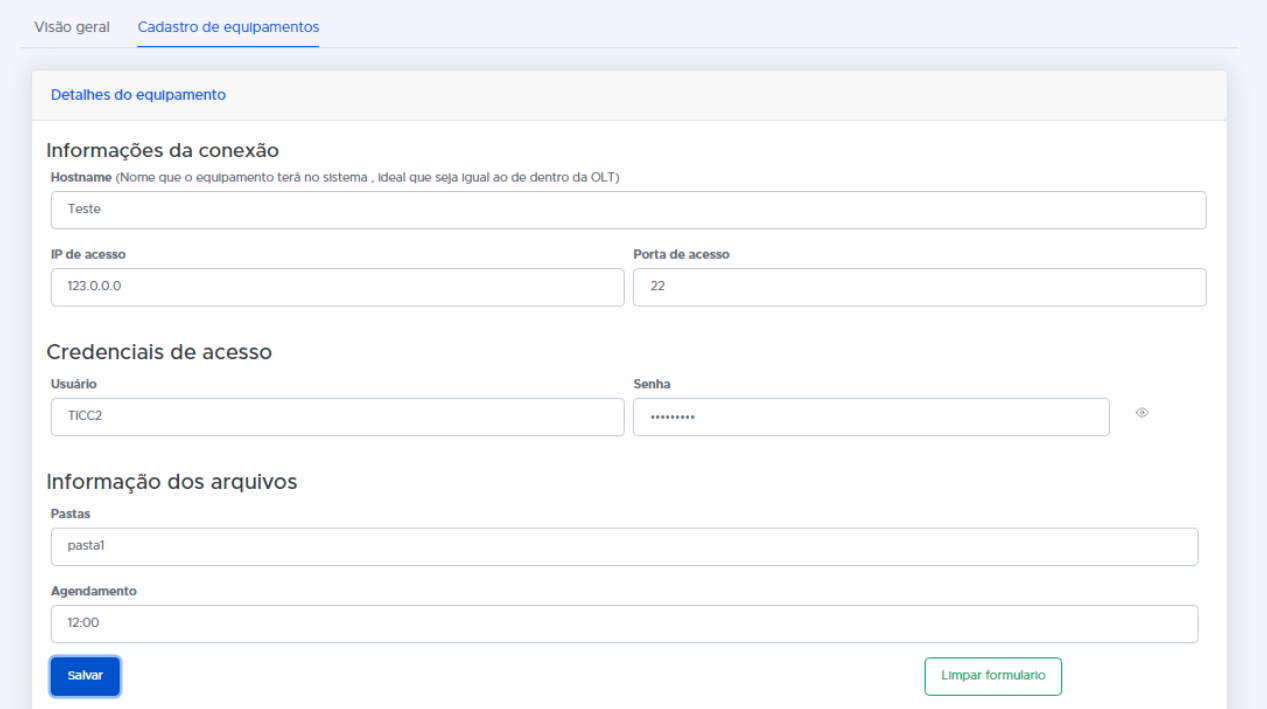 Visão geral Cadastro de equipamentos
Detalhes do equipamento
Informações da conexão
Hostname (Nome que o equipamento terá no sistema , ideal que seja igual ao de dentro da OLT)
Teste
IP de acesso Porta de acesso
123.0.0.0 22
Credenciais de acesso
Usuário Senha
TICC2 •••••••••
Informação dos arquivos
Pastas
pasta1
Agendamento
12:00
Salvar Limpar formulario